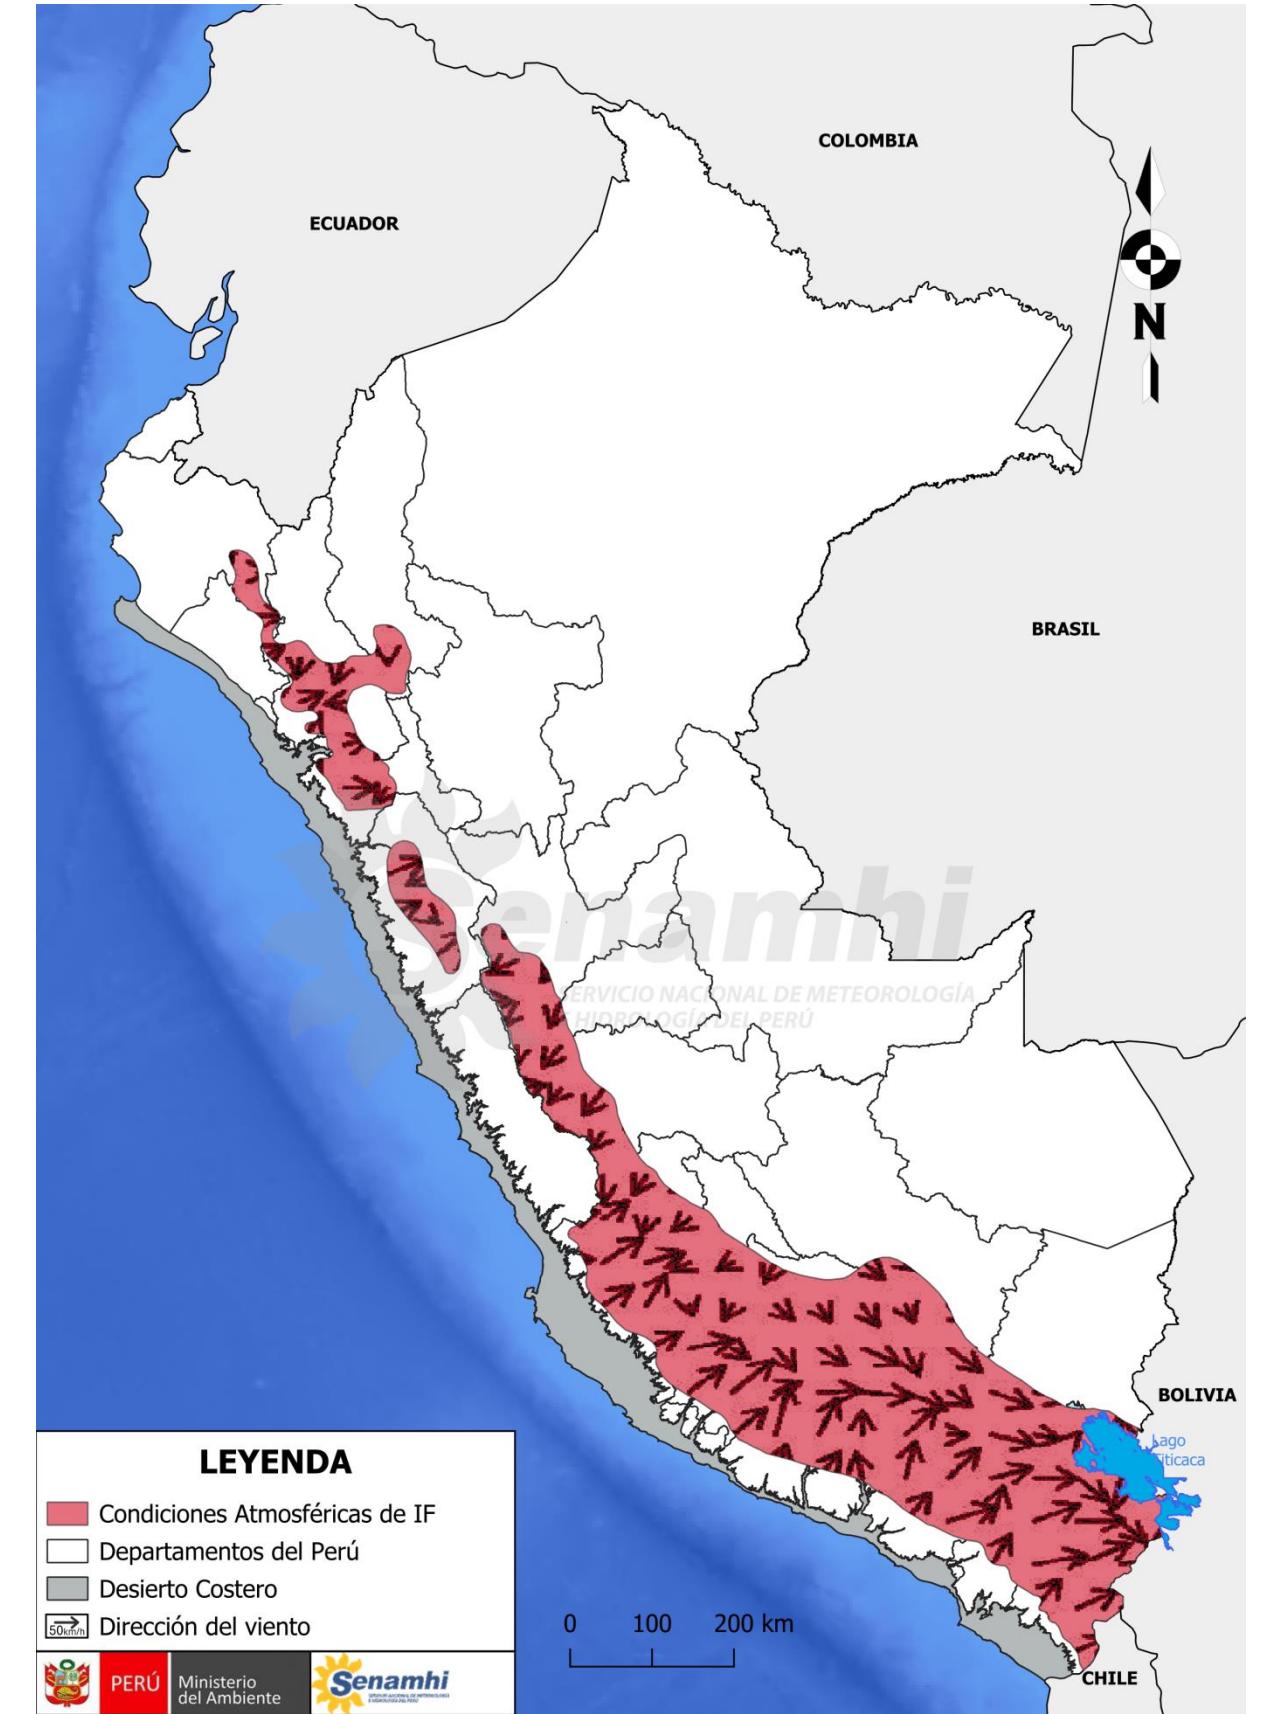 COLOMBIA
ECUADOR
N
BRASIL
Senamhi
SERVICIO NACIONAL DE METEOROLOGÍA
E HIDROLOGÍA DEL PERÚ
BOLIVIA
Lago
Titicaca
LEYENDA
Condiciones Atmosféricas de IF
Departamentos del Perú
Desierto Costero
50km/h
Dirección del viento
0 100 200 km
CHILE
PERÚ
Ministerio
del Ambiente
Senamhi